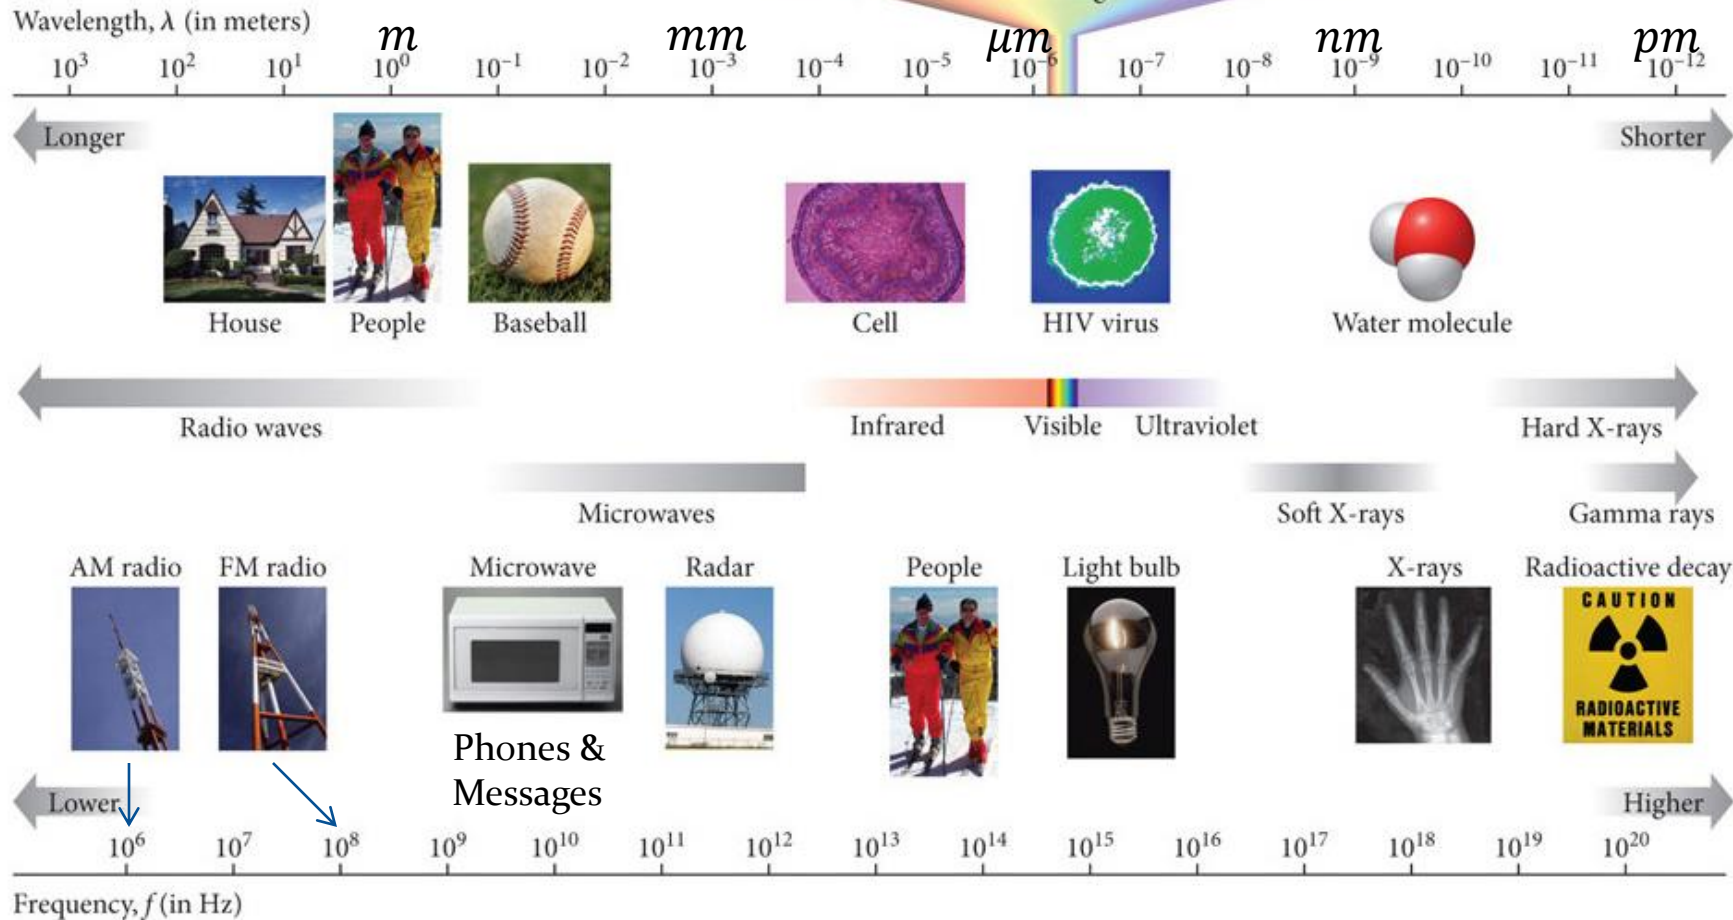 Wavelength, λ (in meters)
m mm μm nm pm
10³ 10² 10¹ 10⁰ 10⁻¹ 10⁻² 10⁻³ 10⁻⁴ 10⁻⁵ 10⁻⁶ 10⁻⁷ 10⁻⁸ 10⁻⁹ 10⁻¹⁰ 10⁻¹¹ 10⁻¹²
Longer Shorter
House People Baseball Cell HIV virus Water molecule
Radio waves Infrared Visible Ultraviolet Hard X-rays
Microwaves Soft X-rays Gamma rays
AM radio FM radio Microwave Radar People Light bulb X-rays Radioactive decay
CAUTION
RADIOACTIVE
MATERIALS
Phones &
Messages
Lower Higher
10⁶ 10⁷ 10⁸ 10⁹ 10¹⁰ 10¹¹ 10¹² 10¹³ 10¹⁴ 10¹⁵ 10¹⁶ 10¹⁷ 10¹⁸ 10¹⁹ 10²⁰
Frequency, f (in Hz)